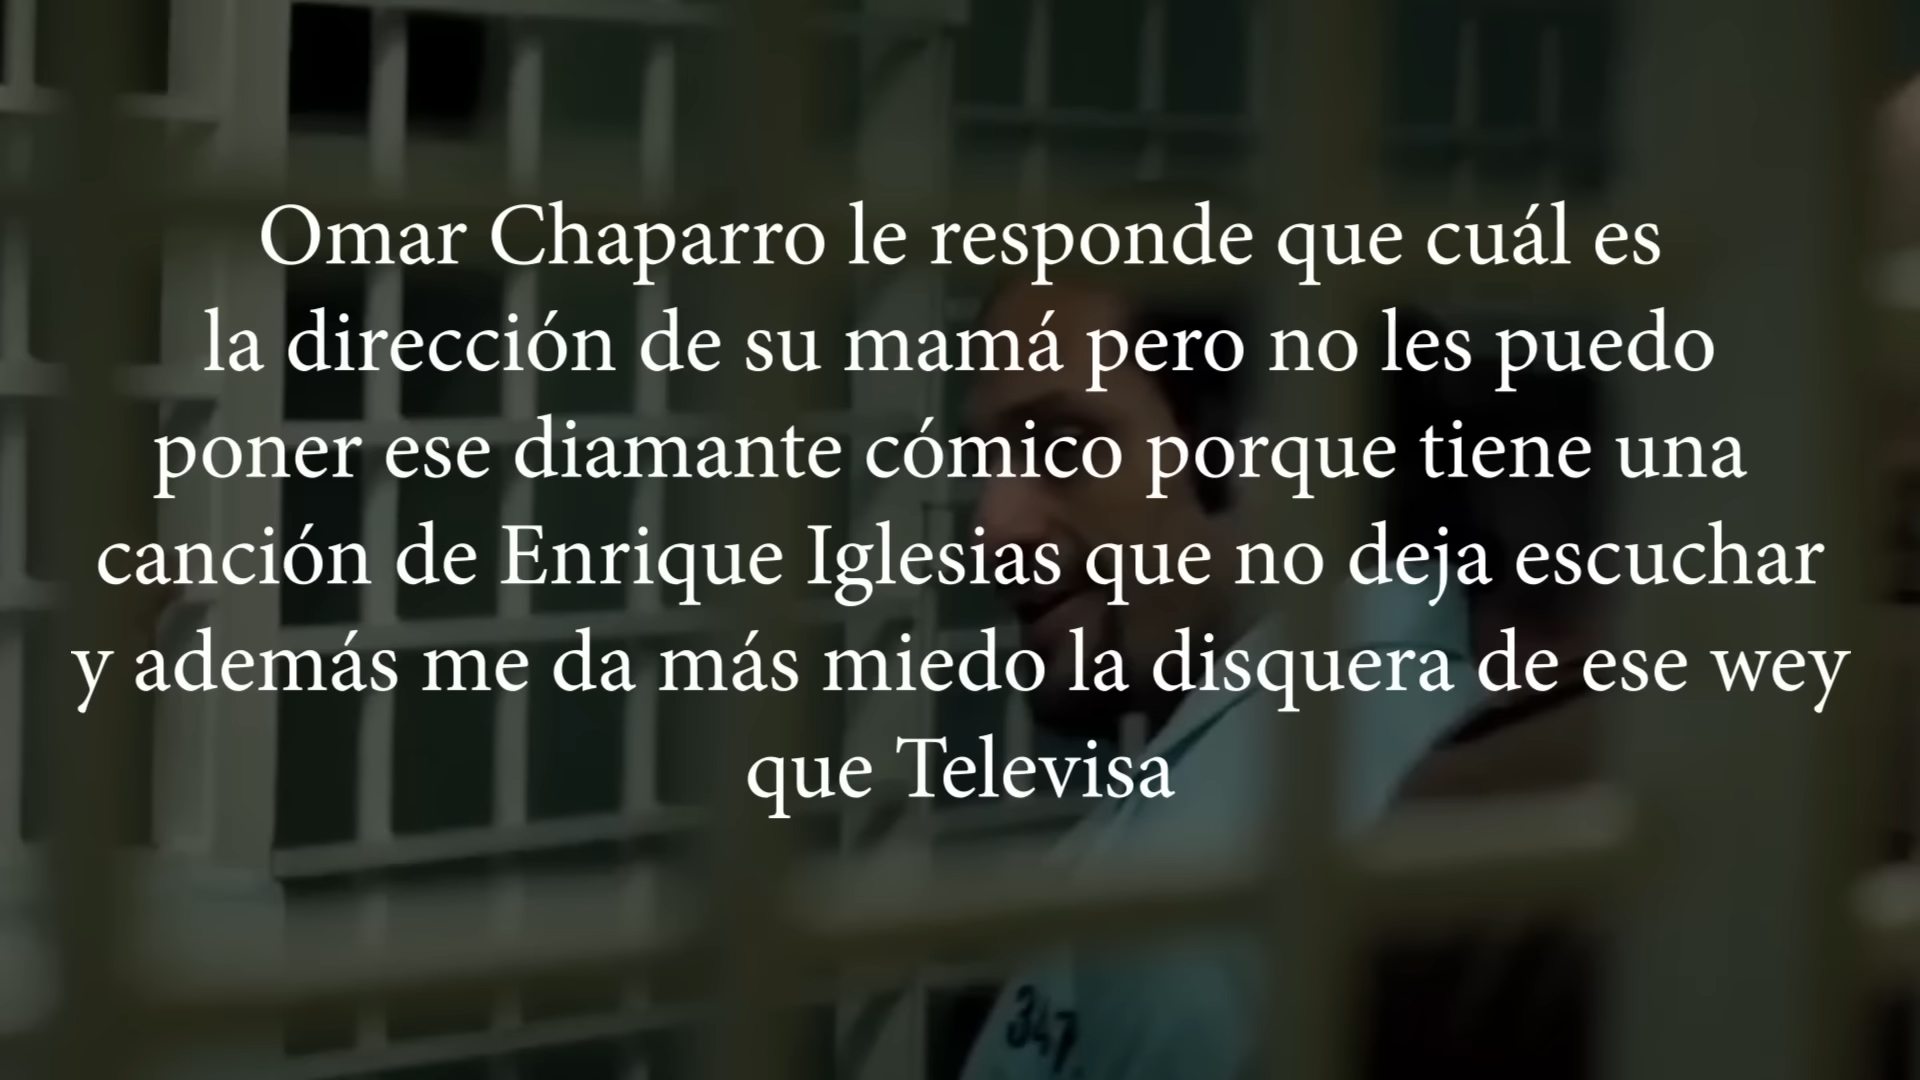 Omar Chaparro le responde que cuál es
la dirección de su mamá pero no les puedo
poner ese diamante cómico porque tiene una
canción de Enrique Iglesias que no deja escuchar
y además me da más miedo la disquera de ese wey
que Televisa
347